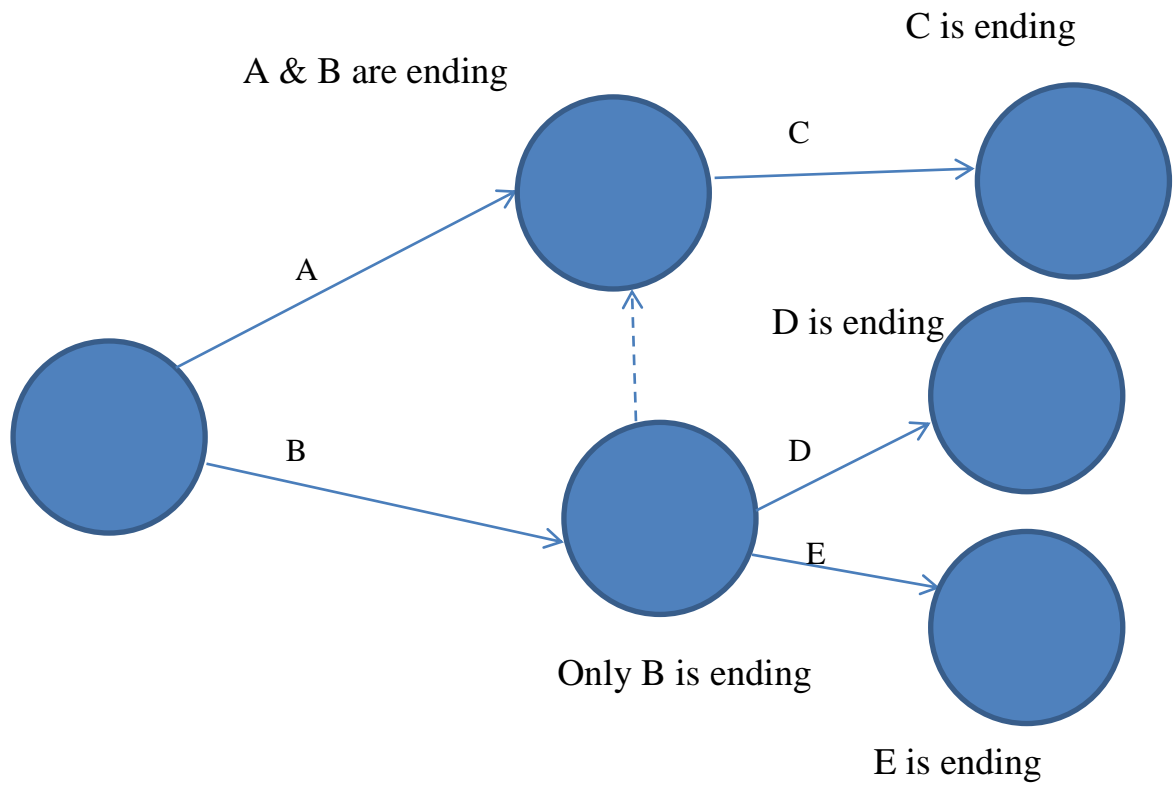 C is ending
A & B are ending
C
A
D is ending
B
D
E
Only B is ending
E is ending